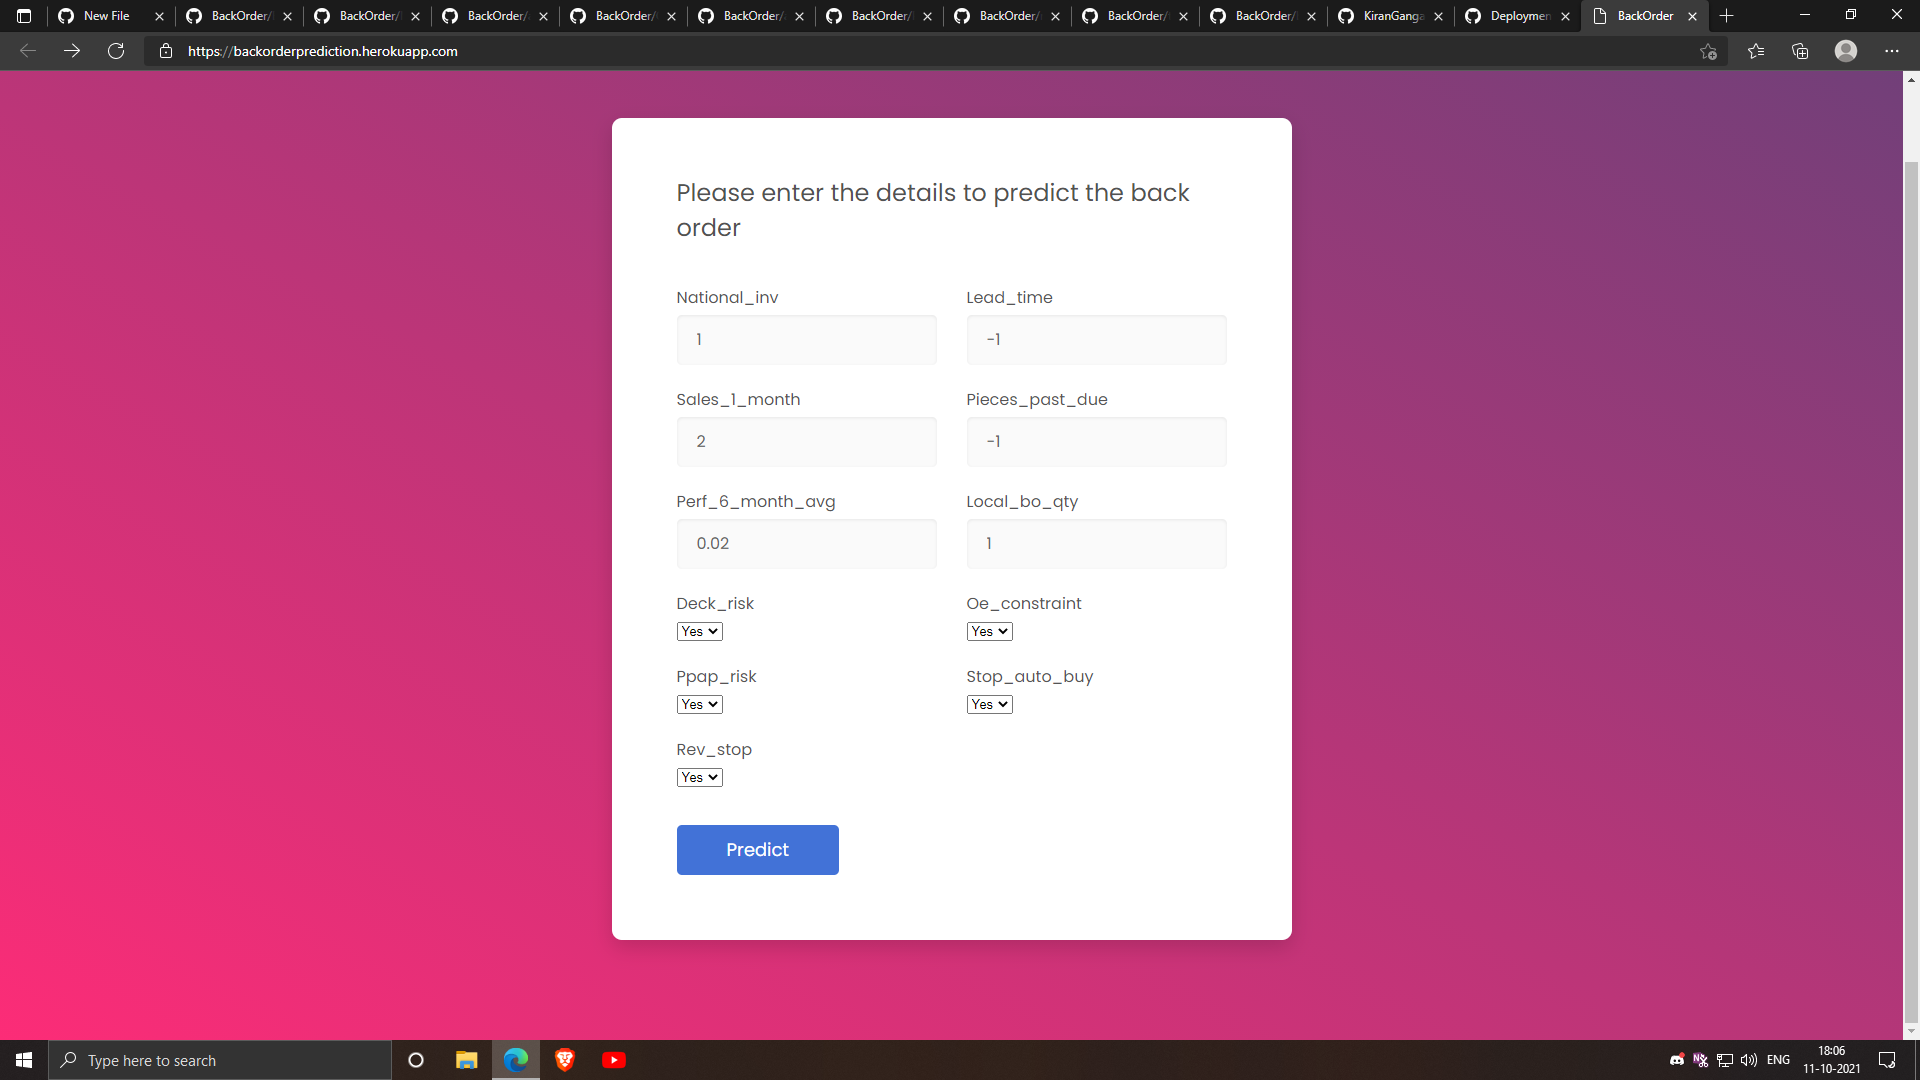 New File
BackOrder/
BackOrder/
BackOrder/
BackOrder/
BackOrder/
BackOrder/
BackOrder/
BackOrder/
BackOrder/
KiranGanga
Deploymen
BackOrder
https://backorderprediction.herokuapp.com
Please enter the details to predict the back
order
National_inv
Lead_time
1
-1
Sales_1_month
Pieces_past_due
2
-1
Perf_6_month_avg
Local_bo_qty
0.02
1
Deck_risk
Oe_constraint
Yes
Yes
Ppap_risk
Stop_auto_buy
Yes
Yes
Rev_stop
Yes
Predict
Type here to search
ENG
18:06
11-10-2021